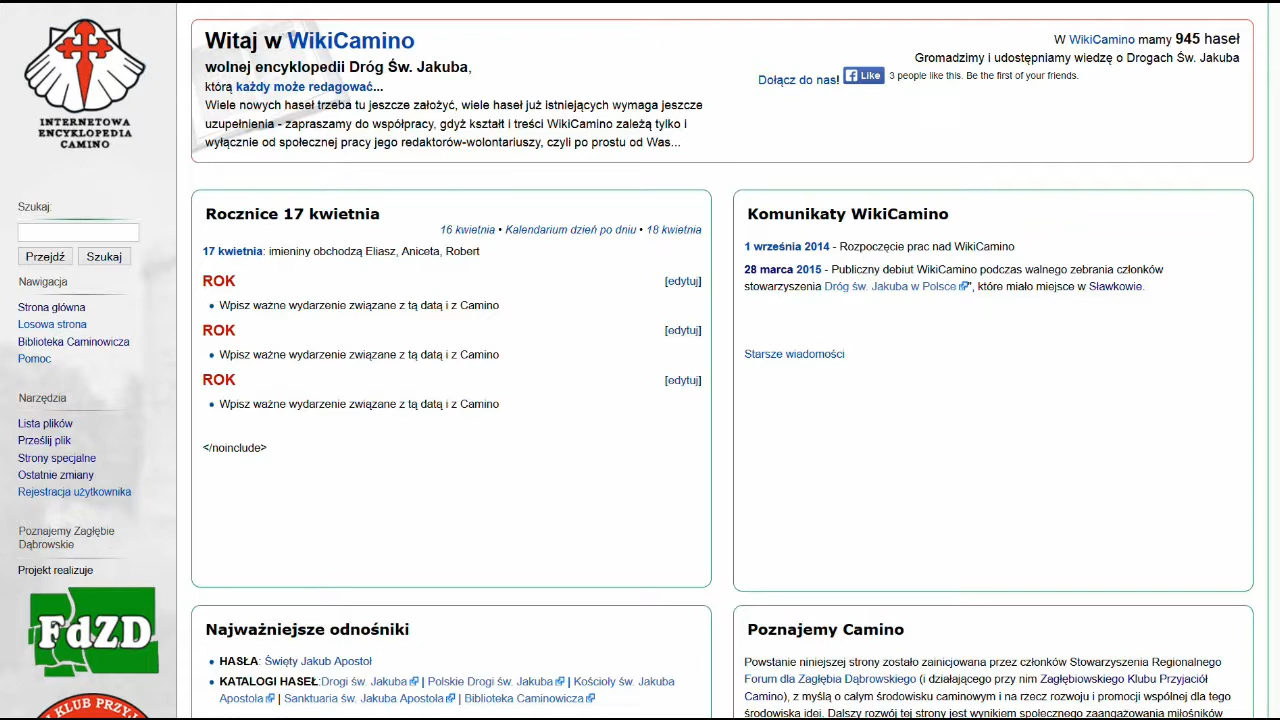 INTERNETOWA
ENCYKLOPEDIA
CAMINO
Szukaj:
Przejdź Szukaj
Nawigacja
Strona główna
Losowa strona
Biblioteka Caminowicza
Pomoc
Narzędzia
Lista plików
Prześlij plik
Strony specjalne
Ostatnie zmiany
Rejestracja użytkownika
Poznajemy Zagłębie
Dąbrowskie
Projekt realizuje
FdZD
KLUB PRZYJ
Witaj w WikiCamino
wolnej encyklopedii Dróg Św. Jakuba,
którą każdy może redagować...
Wiele nowych haseł trzeba tu jeszcze założyć, wiele haseł już istniejących wymaga jeszcze
uzupełnienia - zapraszamy do współpracy, gdyż kształt i treści WikiCamino zależą tylko i
wyłącznie od społecznej pracy jego redaktorów-wolontariuszy, czyli po prostu od Was...
W WikiCamino mamy 945 haseł
Gromadzimy i udostępniamy wiedzę o Drogach Św. Jakuba
Dołącz do nas! Like 3 people like this. Be the first of your friends.
Rocznice 17 kwietnia
16 kwietnia • Kalendarium dzień po dniu • 18 kwietnia
17 kwietnia: imieniny obchodzą Eliasz, Aniceta, Robert
ROK [edytuj]
• Wpisz ważne wydarzenie związane z tą datą i z Camino
ROK [edytuj]
• Wpisz ważne wydarzenie związane z tą datą i z Camino
ROK [edytuj]
• Wpisz ważne wydarzenie związane z tą datą i z Camino
</noinclude>
Komunikaty WikiCamino
1 września 2014 - Rozpoczęcie prac nad WikiCamino
28 marca 2015 - Publiczny debiut WikiCamino podczas walnego zebrania członków
stowarzyszenia Dróg św. Jakuba w Polsce", które miało miejsce w Sławkowie.
Starsze wiadomości
Najważniejsze odnośniki
• HASŁA: Święty Jakub Apostoł
• KATALOGI HASEŁ:Drogi św. Jakuba | Polskie Drogi św. Jakuba | Kościoły św. Jakuba
Apostoła | Sanktuaria św. Jakuba Apostoła | Biblioteka Caminowicza
Poznajemy Camino
Powstanie niniejszej strony zostało zainicjowana przez członków Stowarzyszenia Regionalnego
Forum dla Zagłębia Dąbrowskiego (i działającego przy nim Zagłębiowskiego Klubu Przyjaciół
Camino), z myślą o całym środowisku caminowym i na rzecz rozwoju i promocji wspólnej dla tego
środowiska idei. Dalszy rozwój tej strony jest wynikiem społecznego zaangażowania miłośników